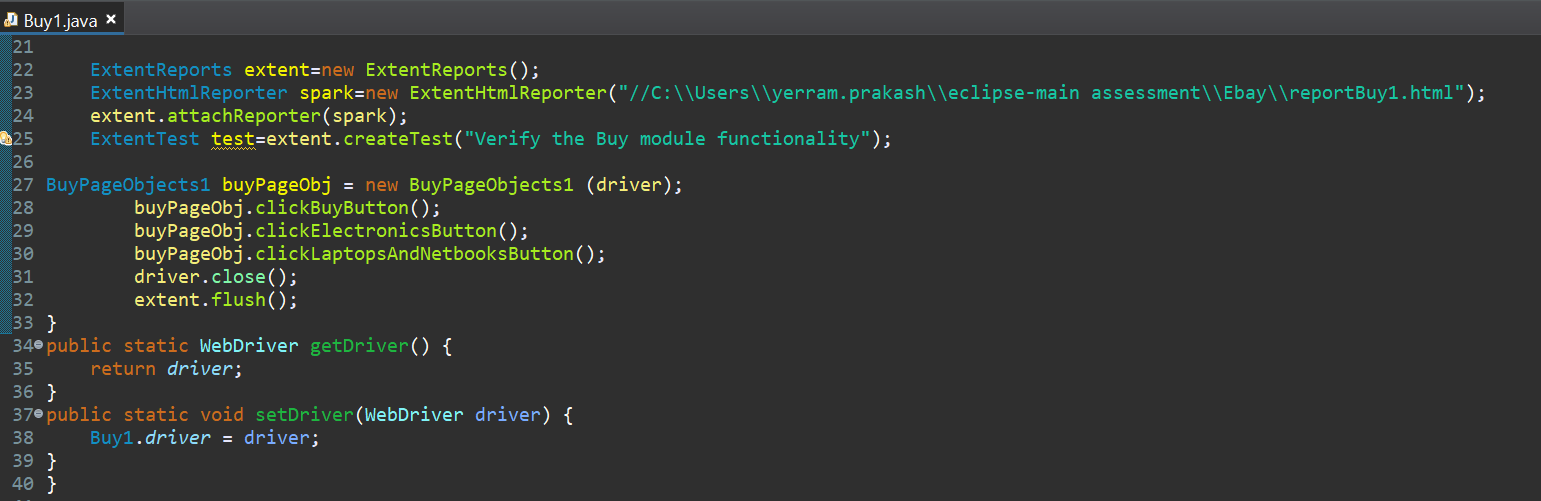 Buy1.java ×
21
22 ExtentReports extent=new ExtentReports();
23 ExtentHtmlReporter spark=new ExtentHtmlReporter("//C:\\Users\\yerram.prakash\\eclipse-main assessment\\Ebay\\reportBuy1.html");
24 extent.attachReporter(spark);
25 ExtentTest test=extent.createTest("Verify the Buy module functionality");
26
27 BuyPageObjects1 buyPageObj = new BuyPageObjects1 (driver);
28 buyPageObj.clickBuyButton();
29 buyPageObj.clickElectronicsButton();
30 buyPageObj.clickLaptopsAndNetbooksButton();
31 driver.close();
32 extent.flush();
33 }
34 public static WebDriver getDriver() {
35 return driver;
36 }
37 public static void setDriver(WebDriver driver) {
38 Buy1.driver = driver;
39 }
40 }